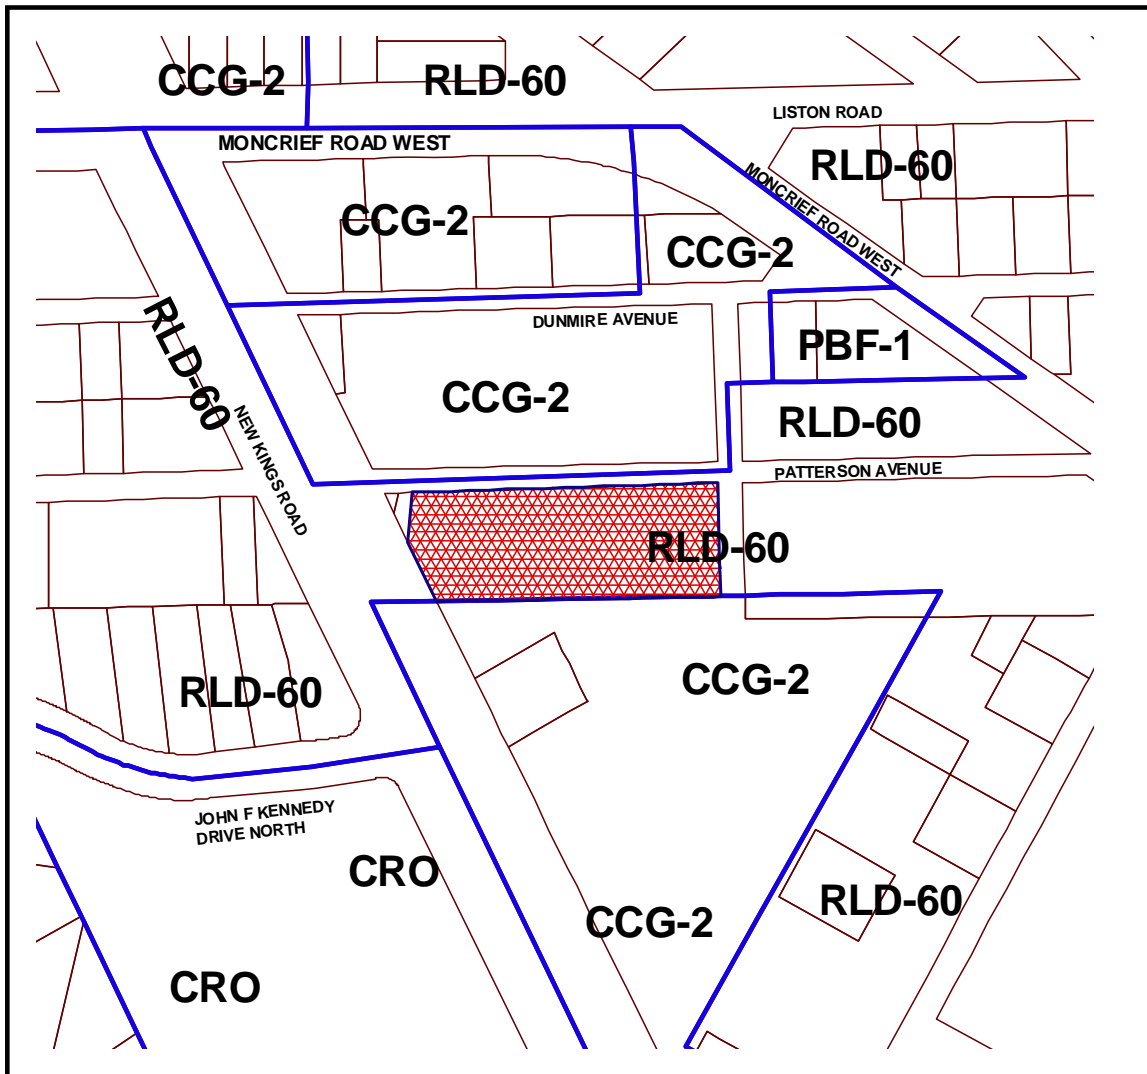 CCG-2
RLD-60
LISTON ROAD
MONCRIEF ROAD WEST
RLD-60
MONCRIEF ROAD WEST
CCG-2
CCG-2
RLD-60
DUNMIRE AVENUE
PBF-1
CCG-2
RLD-60
NEW KINGS ROAD
PATTERSON AVENUE
RLD-60
CCG-2
RLD-60
JOHN F KENNEDY
DRIVE NORTH
CRO
RLD-60
CCG-2
CRO